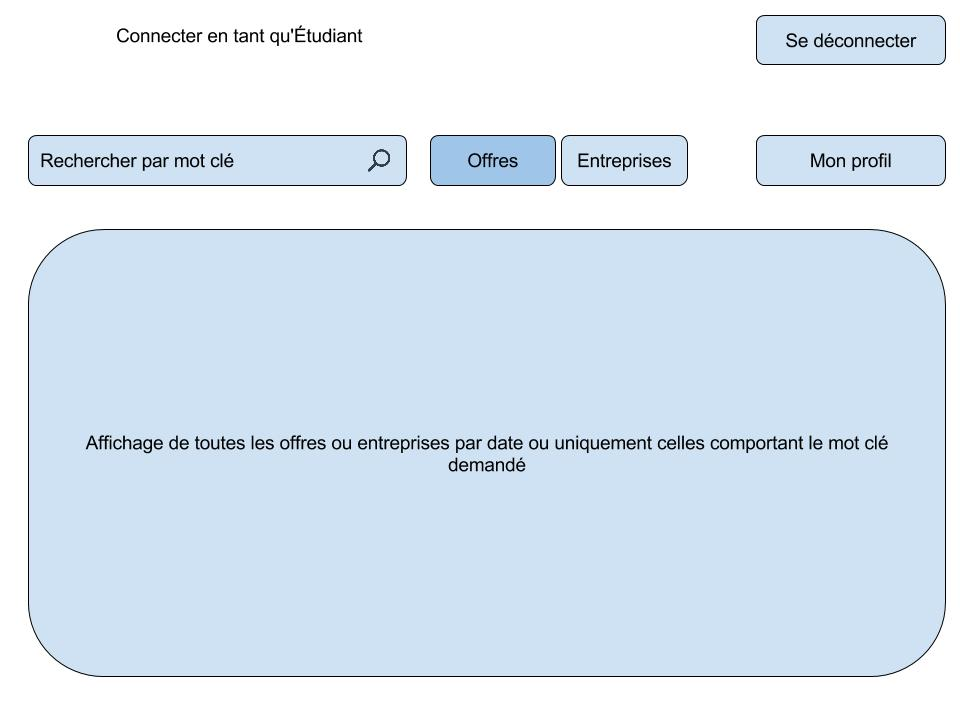 Connecter en tant qu'Étudiant
Se déconnecter
Rechercher par mot clé
Offres
Entreprises
Mon profil
Affichage de toutes les offres ou entreprises par date ou uniquement celles comportant le mot clé
demandé